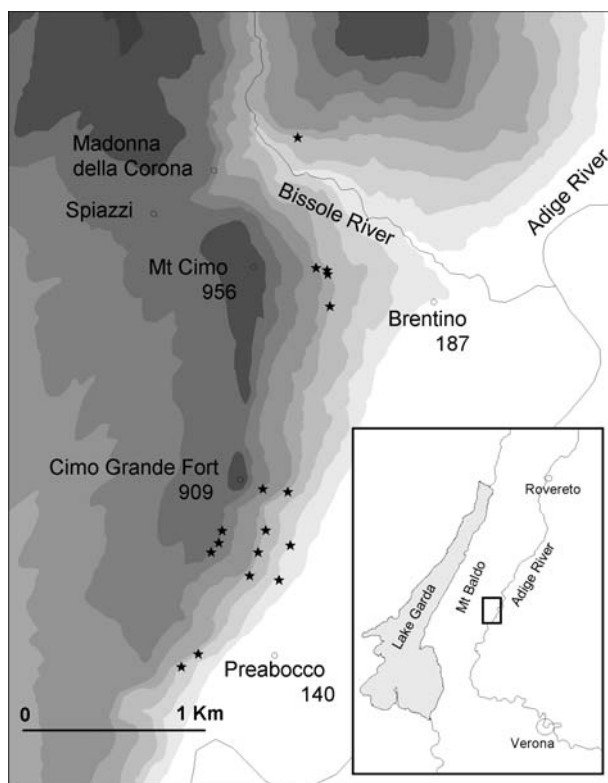 Madonna
della Corona
Spiazzi
Bissole River
Adige River
Mt Cimo
956
Brentino
187
Cimo Grande Fort
909
Preabocco
140
0 1 Km
Rovereto
Lake Garda
Mt Baldo
Adige River
Verona